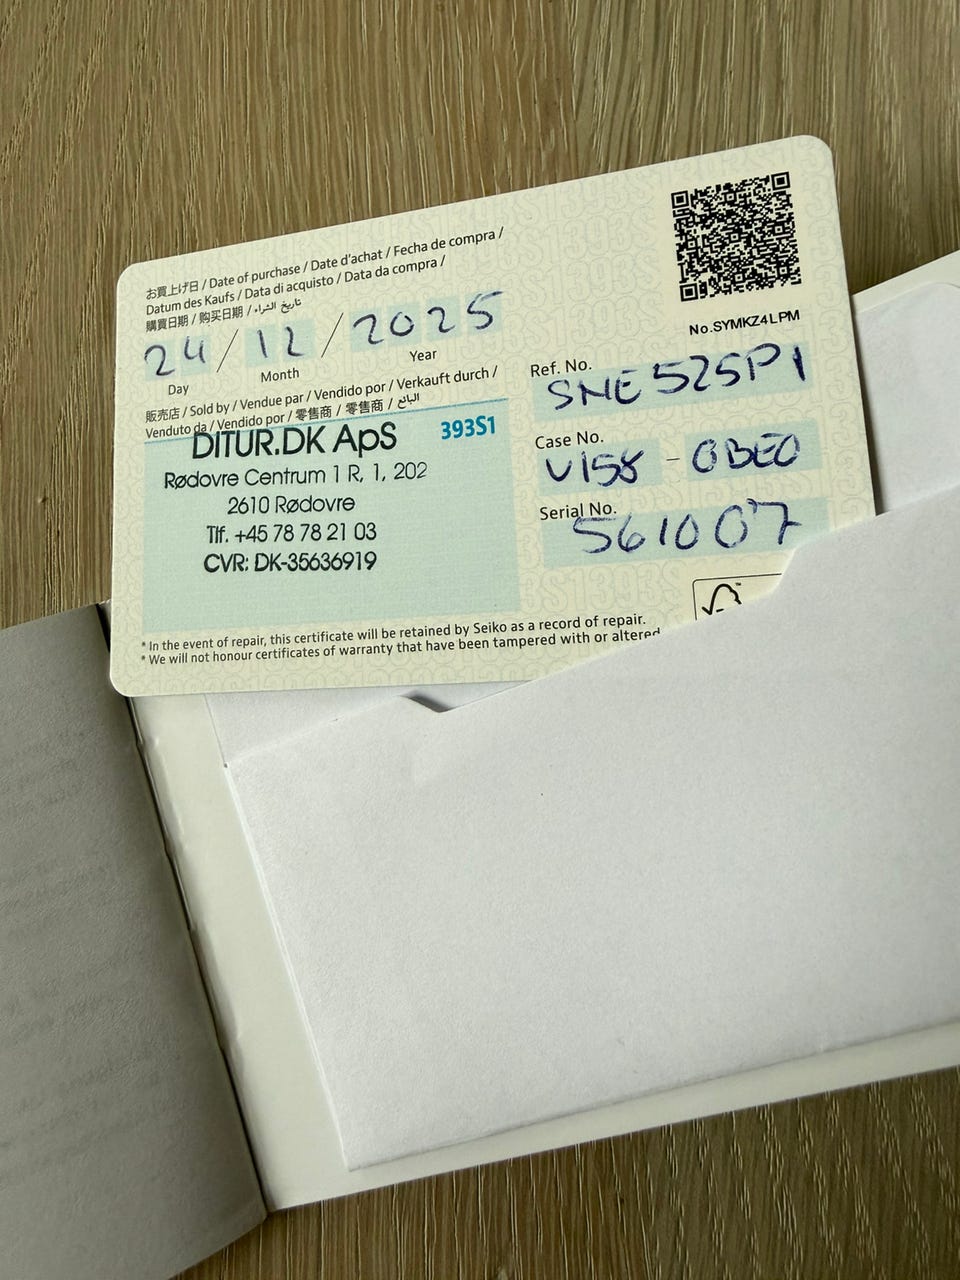 お買上げ日 / Date of purchase / Date d'achat / Fecha de compra /
Datum des Kaufs / Data di acquisto / Data da compra /
購買日期 / 购买日期 / تاريخ الشراء
24 / 12 / 2025
Day Month Year
販売店 / Sold by / Vendue par / Vendido por / Verkauft durch /
Venduto da / Vendido por / 零售商 / 零售商 / البائع
DITUR.DK ApS 393S1
Rødovre Centrum 1 R, 1, 202
2610 Rødovre
Tlf. +45 78 78 21 03
CVR: DK-35636919
No.SYMKZ4LPM
Ref. No.
SNE525P1
Case No.
V158 - 0BE0
Serial No.
561007
* In the event of repair, this certificate will be retained by Seiko as a record of repair.
* We will not honour certificates of warranty that have been tampered with or altered